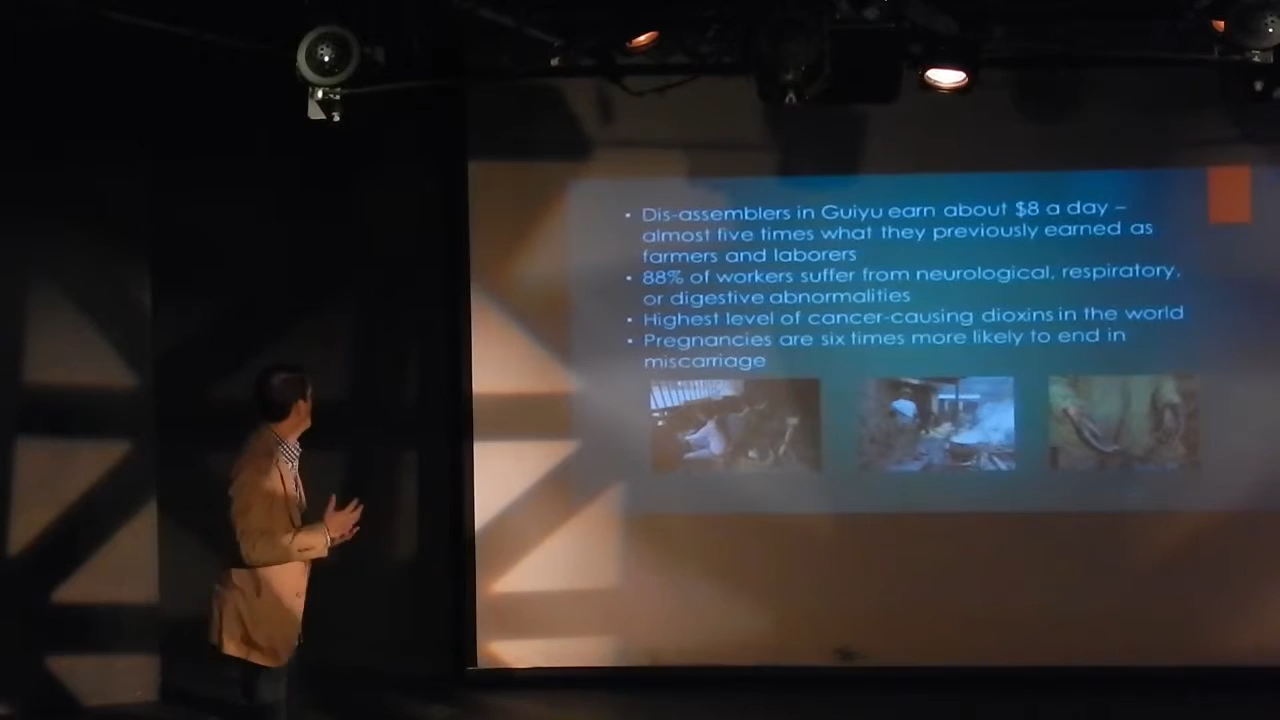 • Dis-assemblers in Guiyu earn about $8 a day –
almost five times what they previously earned as
farmers and laborers
• 88% of workers suffer from neurological, respiratory,
or digestive abnormalities
• Highest level of cancer-causing dioxins in the world
• Pregnancies are six times more likely to end in
miscarriage